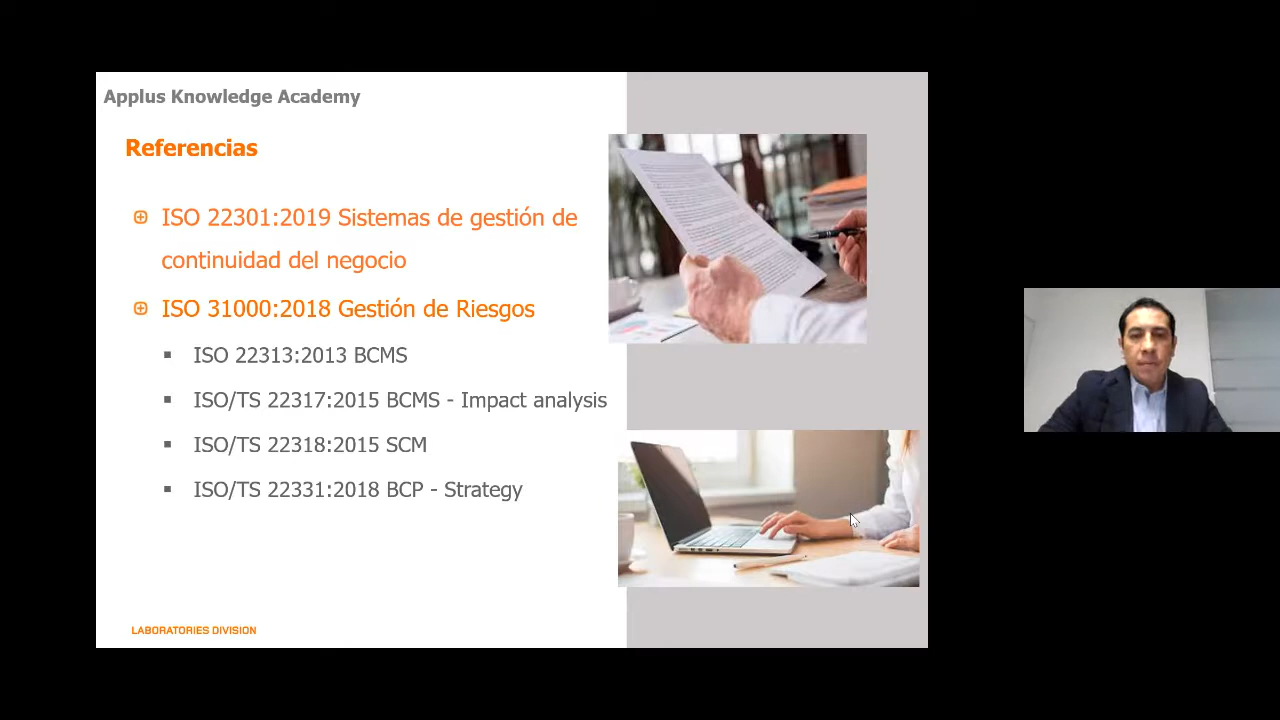 Applus Knowledge Academy
Referencias
ISO 22301:2019 Sistemas de gestión de
continuidad del negocio
ISO 31000:2018 Gestión de Riesgos
ISO 22313:2013 BCMS
ISO/TS 22317:2015 BCMS - Impact analysis
ISO/TS 22318:2015 SCM
ISO/TS 22331:2018 BCP - Strategy
LABORATORIES DIVISION